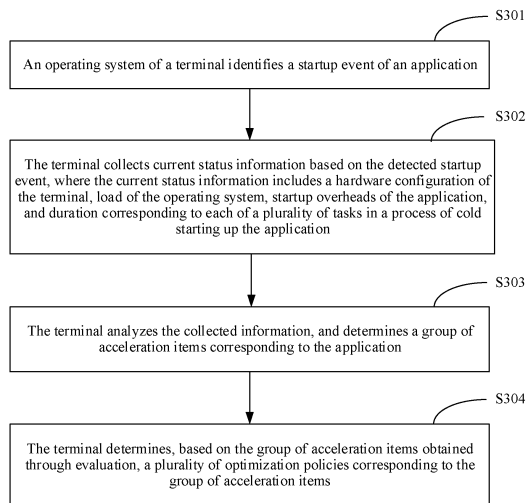 S301
An operating system of a terminal identifies a startup event of an application
S302
The terminal collects current status information based on the detected startup
event, where the current status information includes a hardware configuration of
the terminal, load of the operating system, startup overheads of the application,
and duration corresponding to each of a plurality of tasks in a process of cold
starting up the application
S303
The terminal analyzes the collected information, and determines a group of
acceleration items corresponding to the application
S304
The terminal determines, based on the group of acceleration items obtained
through evaluation, a plurality of optimization policies corresponding to the
group of acceleration items